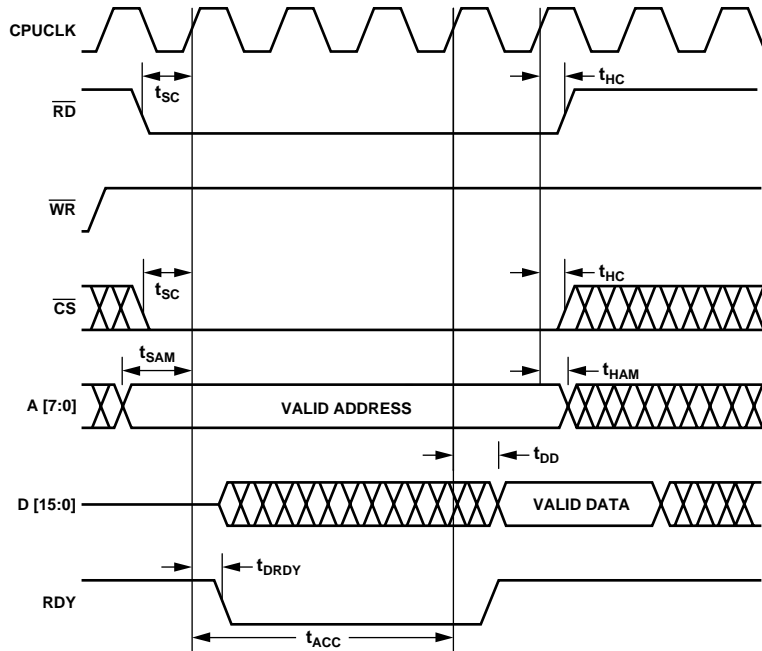 CPUCLK
t_SC
t_HC
RD
WR
t_SC
t_HC
CS
t_SAM
t_HAM
A [7:0]
VALID ADDRESS
t_DD
D [15:0]
VALID DATA
t_DRDY
RDY
t_ACC